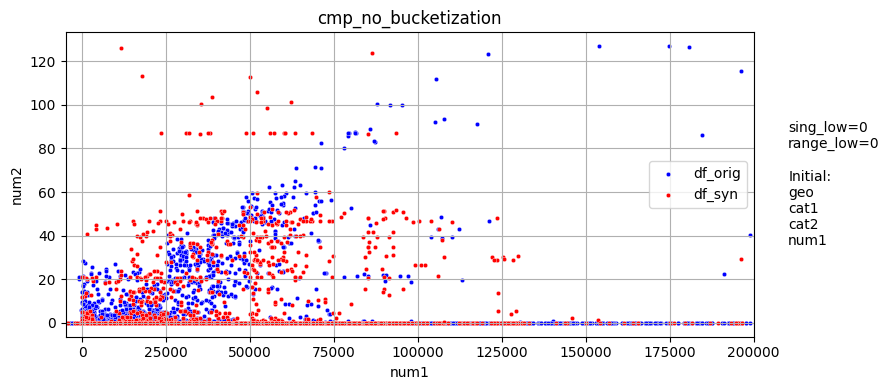 cmp_no_bucketization
num2
120
100
80
60
40
20
0
0
25000
50000
75000
100000
125000
150000
175000
200000
num1
df_orig
df_syn
sing_low=0
range_low=0
Initial:
geo
cat1
cat2
num1